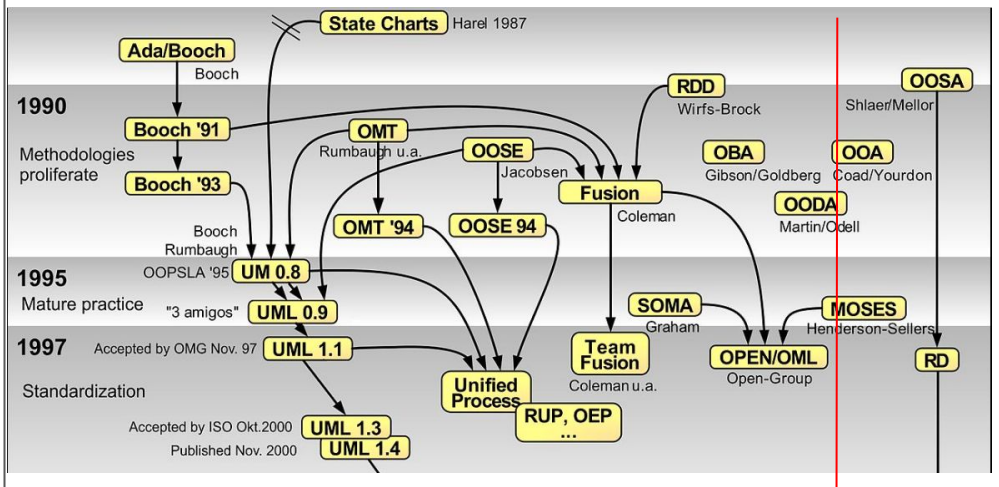 State Charts
Harel 1987
Ada/Booch
Booch
OOSA
Shlaer/Mellor
1990
Methodologies
proliferate
RDD
Wirfs-Brock
Booch '91
OMT
Rumbaugh u.a.
OOSE
Jacobsen
OBA
Gibson/Goldberg
OOA
Coad/Yourdon
Booch '93
Fusion
Coleman
OODA
Martin/Odell
OMT '94
OOSE 94
Booch
Rumbaugh
OOPSLA '95
UM 0.8
1995
Mature practice
"3 amigos"
UML 0.9
SOMA
Graham
MOSES
Henderson-Sellers
1997
Standardization
Accepted by OMG Nov. 97
UML 1.1
Team
Fusion
Coleman u.a.
OPEN/OML
Open-Group
RD
Unified
Process
RUP, OEP
...
Accepted by ISO Okt.2000
UML 1.3
Published Nov. 2000
UML 1.4